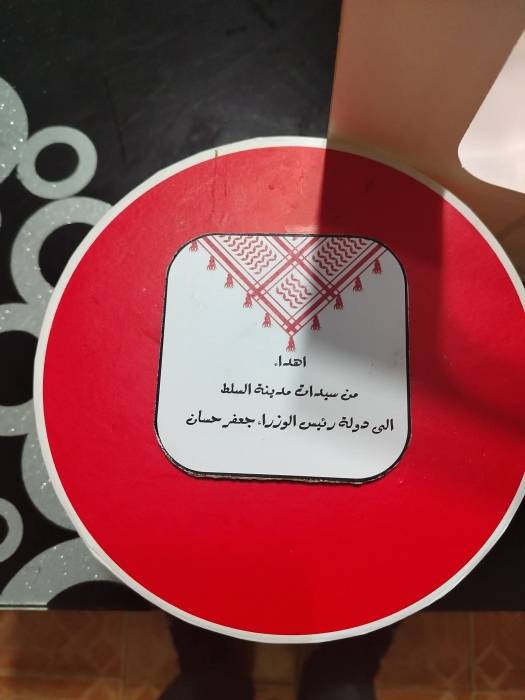 اهداء
من سيدات مدينة السلط
الى دولة رئيس الوزراء جعفر حسان